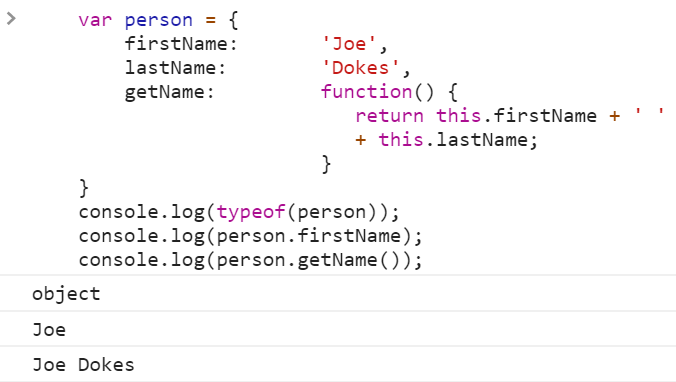 > var person = {
firstName: 'Joe',
lastName: 'Dokes',
getName: function() {
return this.firstName + ' '
+ this.lastName;
}
}
console.log(typeof(person));
console.log(person.firstName);
console.log(person.getName());
object
Joe
Joe Dokes